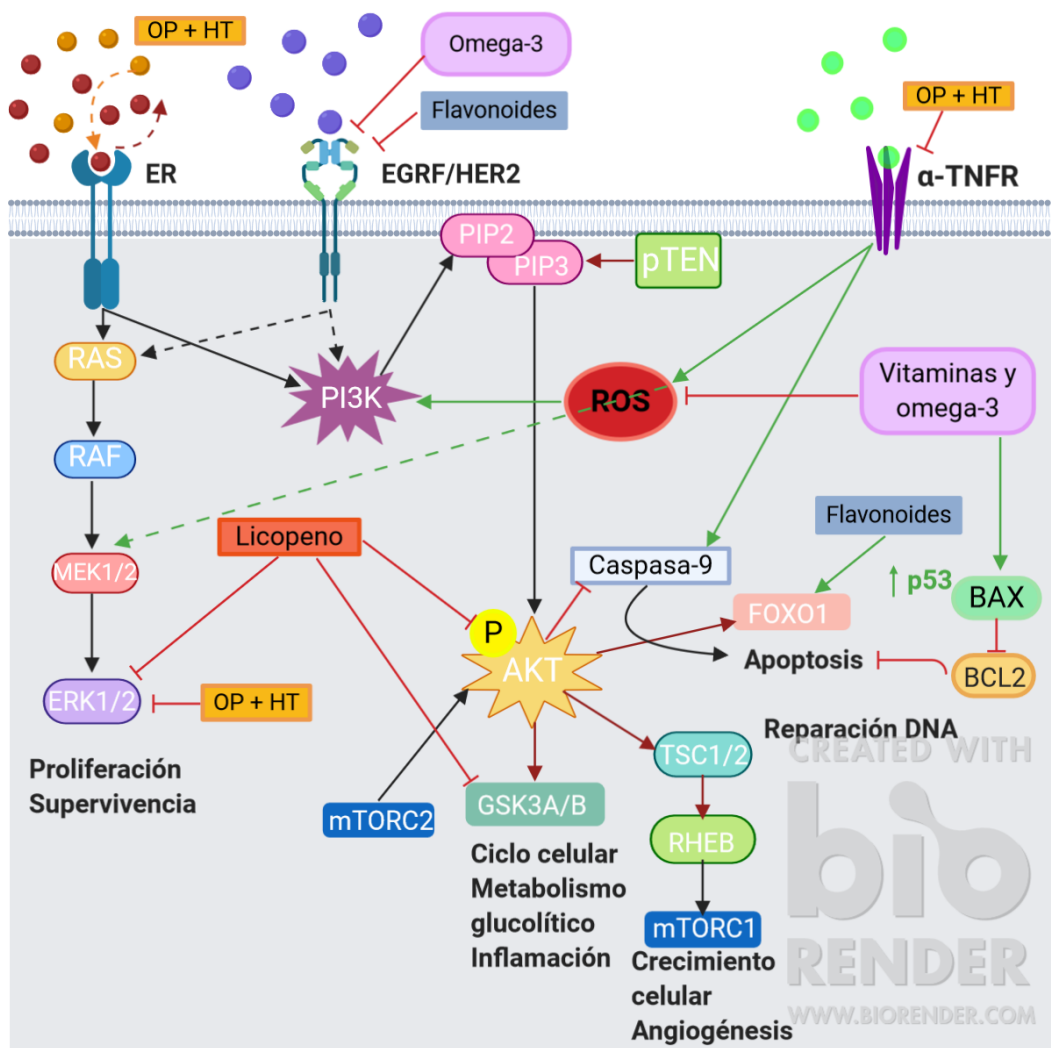 OP + HT
Omega-3
Flavonoides
OP + HT
ER
EGRF/HER2
α-TNFR
PIP2
PIP3
pTEN
RAS
PI3K
ROS
Vitaminas y
omega-3
RAF
Licopeno
Flavonoides
MEK1/2
Caspasa-9
↑ p53
BAX
FOXO1
P
AKT
Apoptosis
BCL2
ERK1/2
OP + HT
Reparación DNA
Proliferación
Supervivencia
TSC1/2
mTORC2
GSK3A/B
RHEB
Ciclo celular
Metabolismo
glucolítico
Inflamación
mTORC1
Crecimiento
celular
Angiogénesis
CREATED WITH
bio
RENDER
WWW.BIORENDER.COM